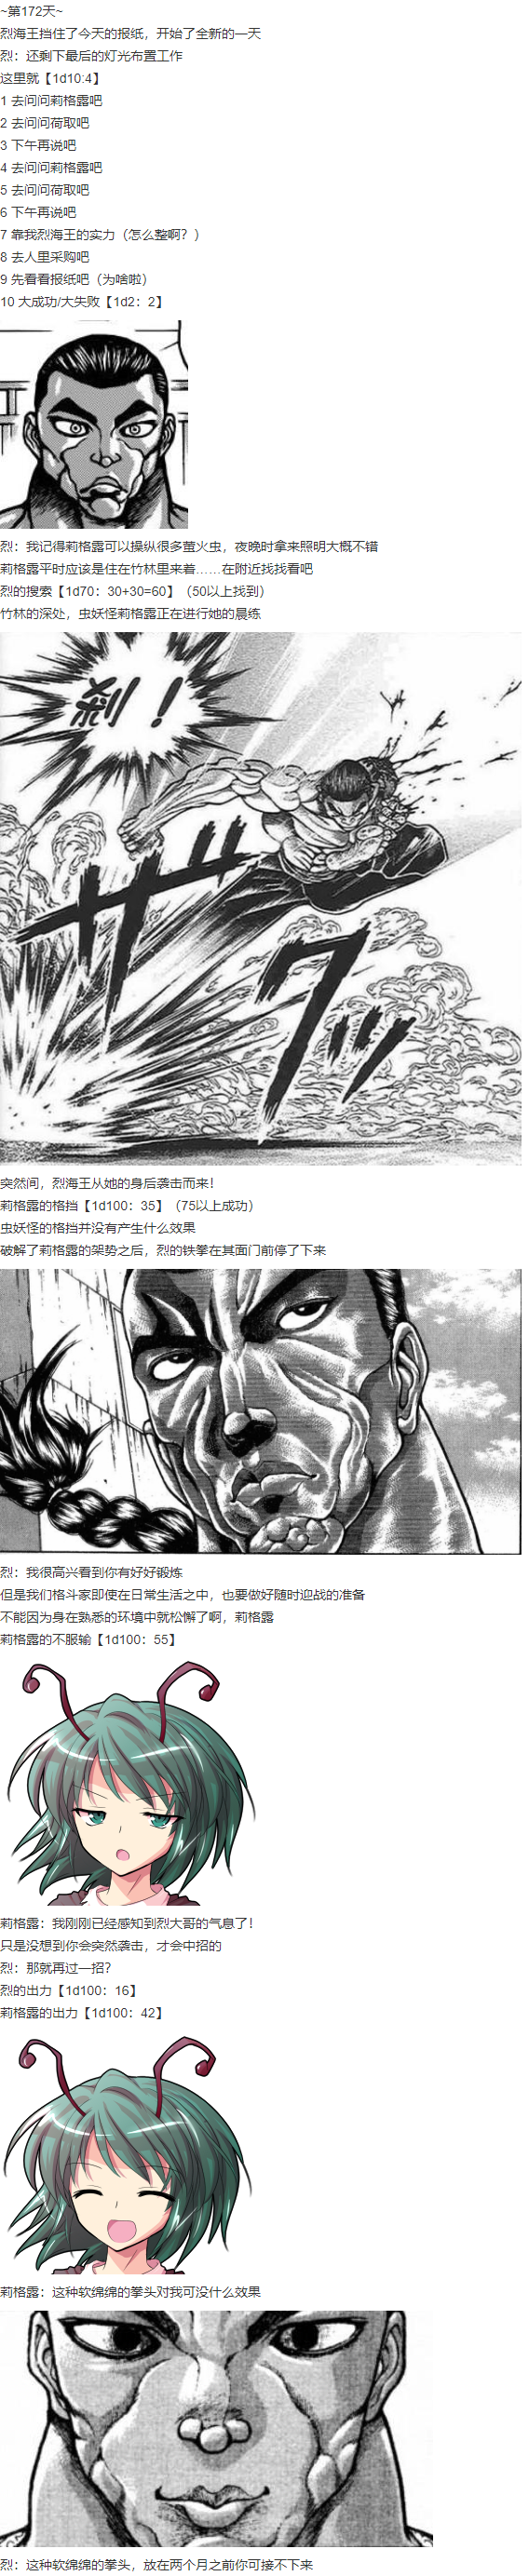 ~第172天~
烈海王挡住了今天的报纸，开始了全新的一天
烈：还剩下最后的灯光布置工作
这里就【1d10:4】
1 去问问莉格露吧
2 去问问荷取吧
3 下午再说吧
4 去问问莉格露吧
5 去问问荷取吧
6 下午再说吧
7 靠我烈海王的实力（怎么整啊？）
8 去人里采购吧
9 先看看报纸吧（为啥啦）
10 大成功/大失败【1d2：2】
烈：我记得莉格露可以操纵很多萤火虫，夜晚时拿来照明大概不错
莉格露平时应该是住在竹林里来着……在附近找找看吧
烈的搜索【1d70：30+30=60】（50以上找到）
竹林的深处，虫妖怪莉格露正在进行她的晨练
刹！
ザ
ヴッ
突然间，烈海王从她的身后袭击而来！
莉格露的格挡【1d100：35】（75以上成功）
虫妖怪的格挡并没有产生什么效果
破解了莉格露的架势之后，烈的铁拳在其面门前停了下来
烈：我很高兴看到你有好好锻炼
但是我们格斗家即使在日常生活之中，也要做好随时迎战的准备
不能因为身在熟悉的环境中就松懈了啊，莉格露
莉格露的不服输【1d100：55】
莉格露：我刚刚已经感知到烈大哥的气息了！
只是没想到你会突然袭击，才会中招的
烈：那就再过一招？
烈的出力【1d100：16】
莉格露的出力【1d100：42】
莉格露：这种软绵绵的拳头对我可没什么效果
烈：这种软绵绵的拳头，放在两个月之前你可接不下来